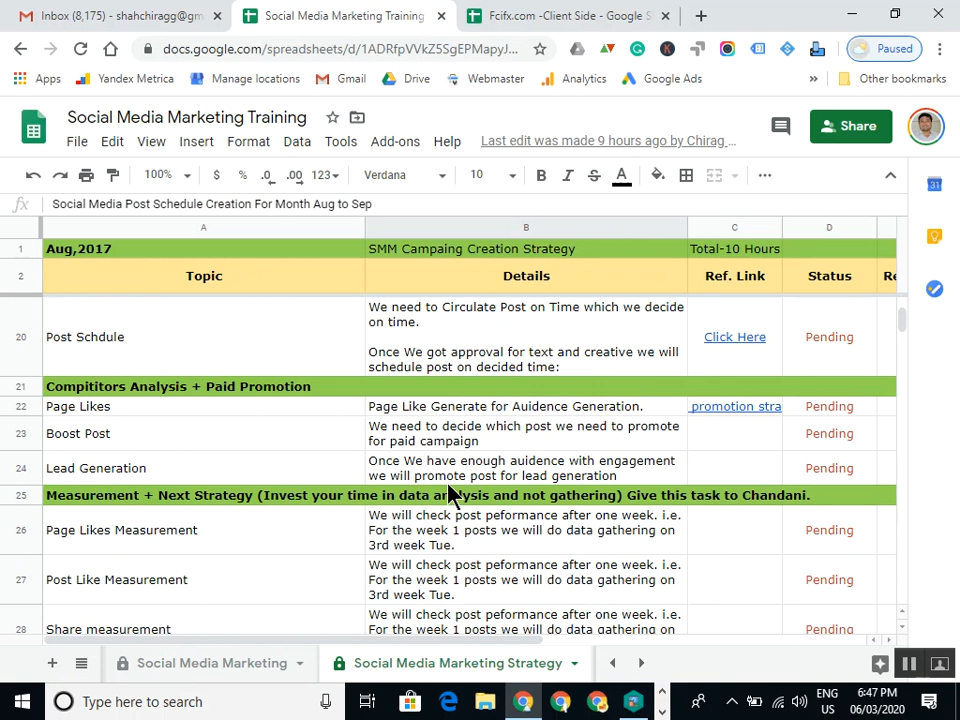 Inbox (8,175) - shahchiragg@gm
Social Media Marketing Training
Fcifx.com -Client Side - Google S
docs.google.com/spreadsheets/d/1ADRfpVVkZ5SgEPMapyJ...
Paused
Apps
Yandex Metrica
Manage locations
Gmail
Drive
Webmaster
Analytics
Google Ads
»
Other bookmarks
Social Media Marketing Training
File Edit View Insert Format Data Tools Add-ons Help
Last edit was made 9 hours ago by Chirag ...
Share
100% $ % .0 .00 123 Verdana 10 B I S A
fx Social Media Post Schedule Creation For Month Aug to Sep
A B C D
1 Aug,2017 SMM Campaing Creation Strategy Total-10 Hours
2 Topic Details Ref. Link Status Re
20 Post Schdule
We need to Circulate Post on Time which we decide
on time.
Once We got approval for text and creative we will
schedule post on decided time:
Click Here Pending
21 Compititors Analysis + Paid Promotion
22 Page Likes Page Like Generate for Auidence Generation. promotion stra Pending
23 Boost Post
We need to decide which post we need to promote
for paid campaign
Pending
24 Lead Generation
Once We have enough auidence with engagement
we will promote post for lead generation
Pending
25 Measurement + Next Strategy (Invest your time in data analysis and not gathering) Give this task to Chandani.
26 Page Likes Measurement
We will check post peformance after one week. i.e.
For the week 1 posts we will do data gathering on
3rd week Tue.
Pending
27 Post Like Measurement
We will check post peformance after one week. i.e.
For the week 1 posts we will do data gathering on
3rd week Tue.
Pending
28 Share measurement
We will check post peformance after one week. i.e.
For the week 1 posts we will do data gathering on
Pending
Social Media Marketing
Social Media Marketing Strategy
Type here to search
ENG
US
6:47 PM
06/03/2020